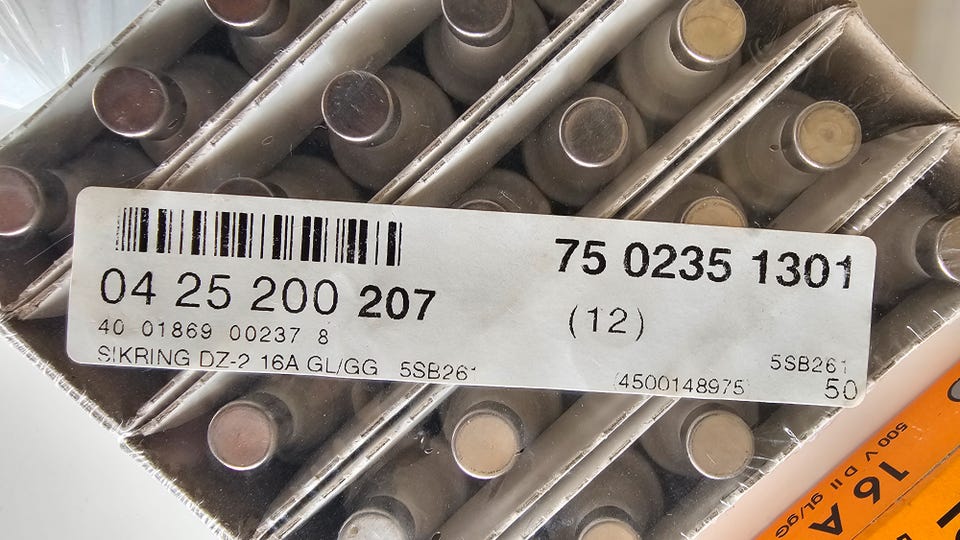 04 25 200 207
40 01869 00237 8
SIKRING DZ-2 16A GL/GG 5SB261
75 0235 1301
(12)
5SB261
(4500148975)
50
500 V D II gL/gG
16 A